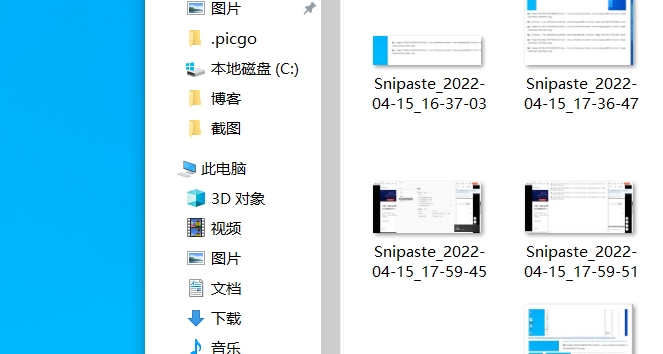 图片
.picgo
本地磁盘 (C:)
博客
截图
此电脑
3D 对象
视频
图片
文档
下载
音乐
Snipaste_2022-
04-15_16-37-03
Snipaste_2022-
04-15_17-36-47
Snipaste_2022-
04-15_17-59-45
Snipaste_2022-
04-15_17-59-51